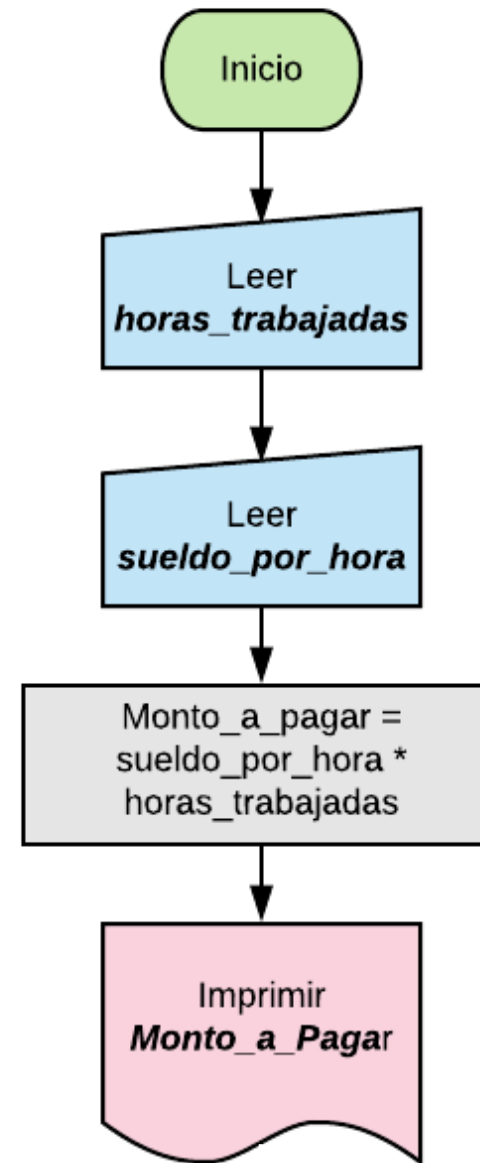 Inicio
Leer
horas_trabajadas
Leer
sueldo_por_hora
Monto_a_pagar =
sueldo_por_hora *
horas_trabajadas
Imprimir
Monto_a_Pagar